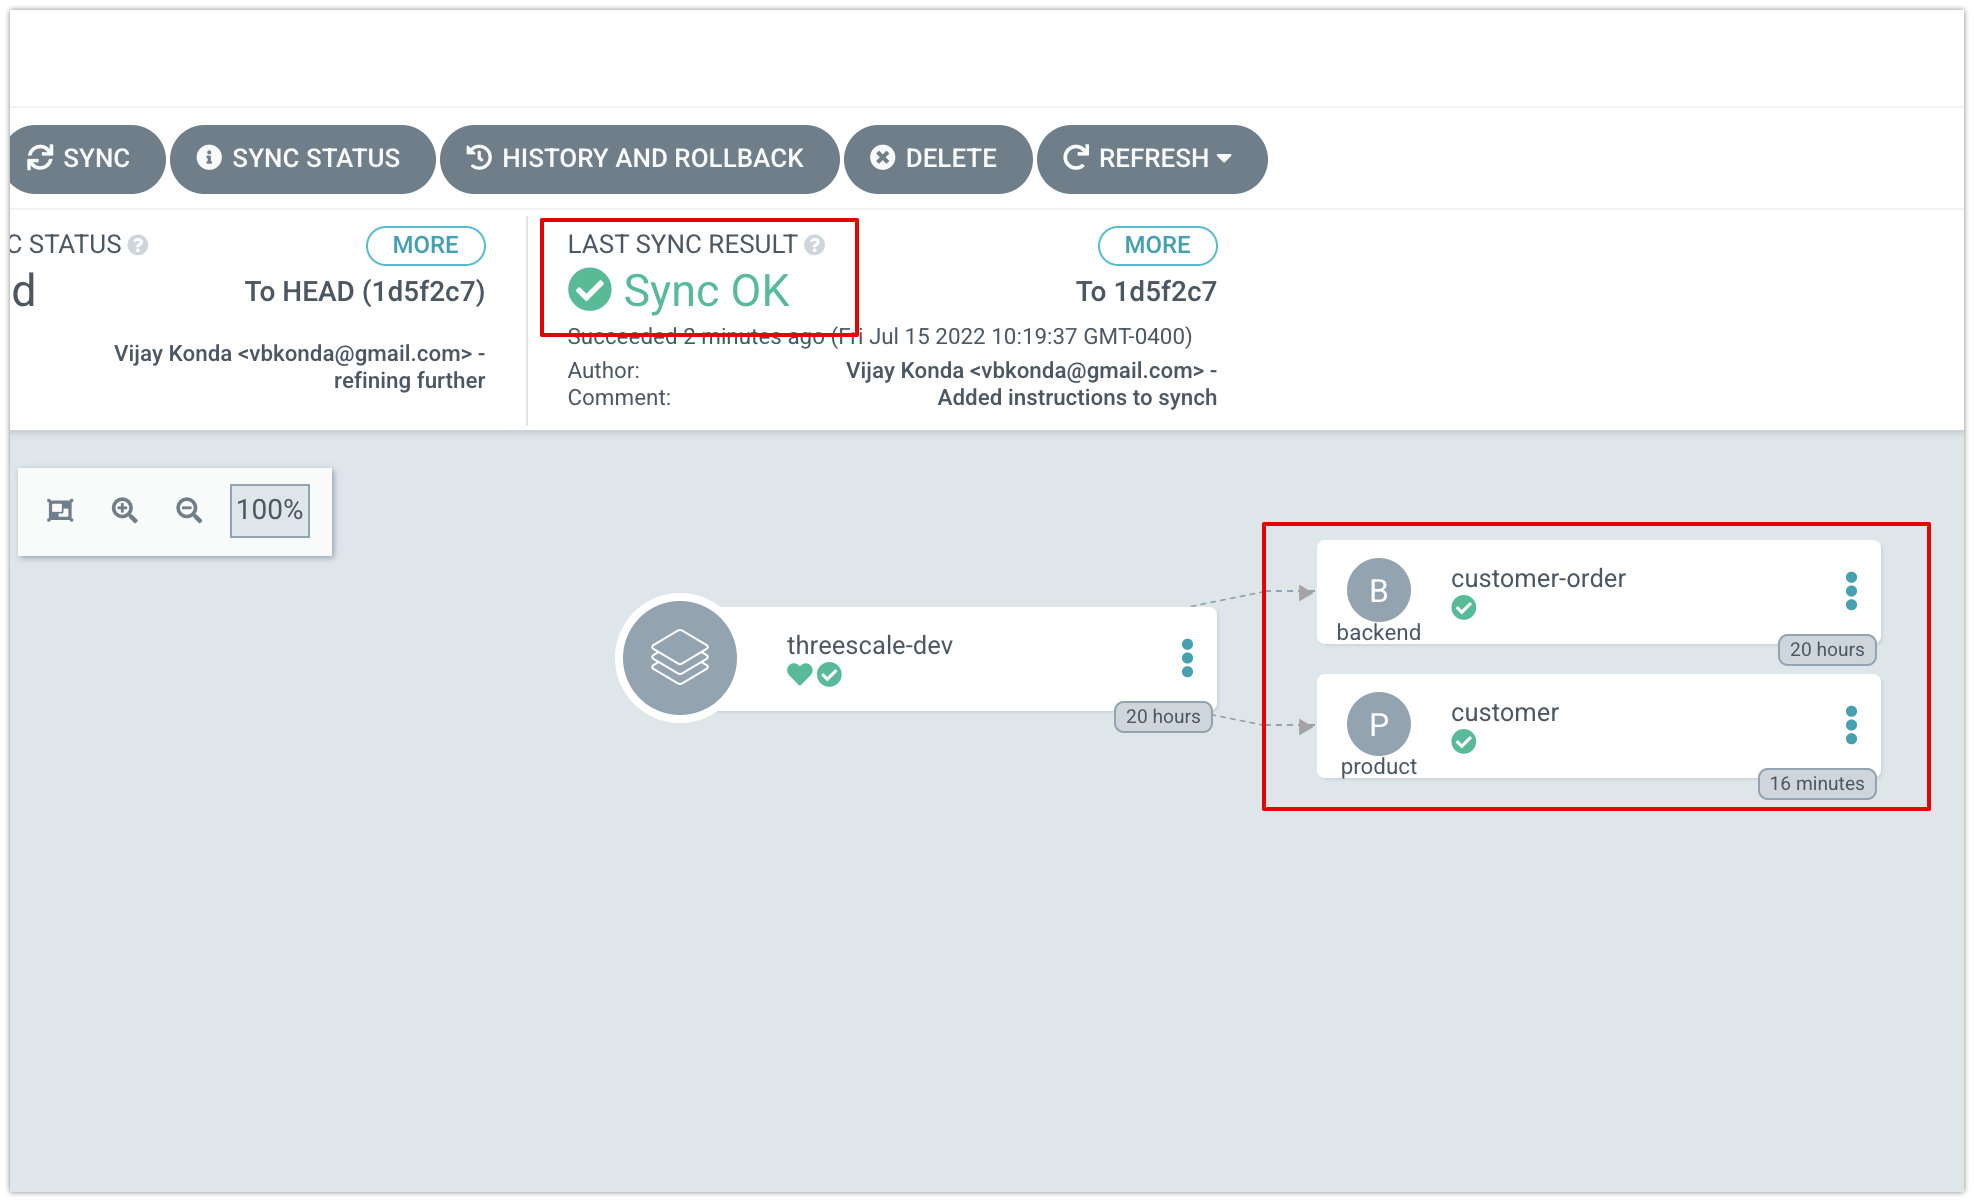 SYNC SYNC STATUS HISTORY AND ROLLBACK DELETE REFRESH
C STATUS MORE
d To HEAD (1d5f2c7)
Vijay Konda <vbkonda@gmail.com> -
refining further
LAST SYNC RESULT MORE
Sync OK To 1d5f2c7
Succeeded 2 minutes ago (Fri Jul 15 2022 10:19:37 GMT-0400)
Author: Vijay Konda <vbkonda@gmail.com> -
Comment: Added instructions to synch
100%
threescale-dev
20 hours
B customer-order
backend
20 hours
P customer
product
16 minutes